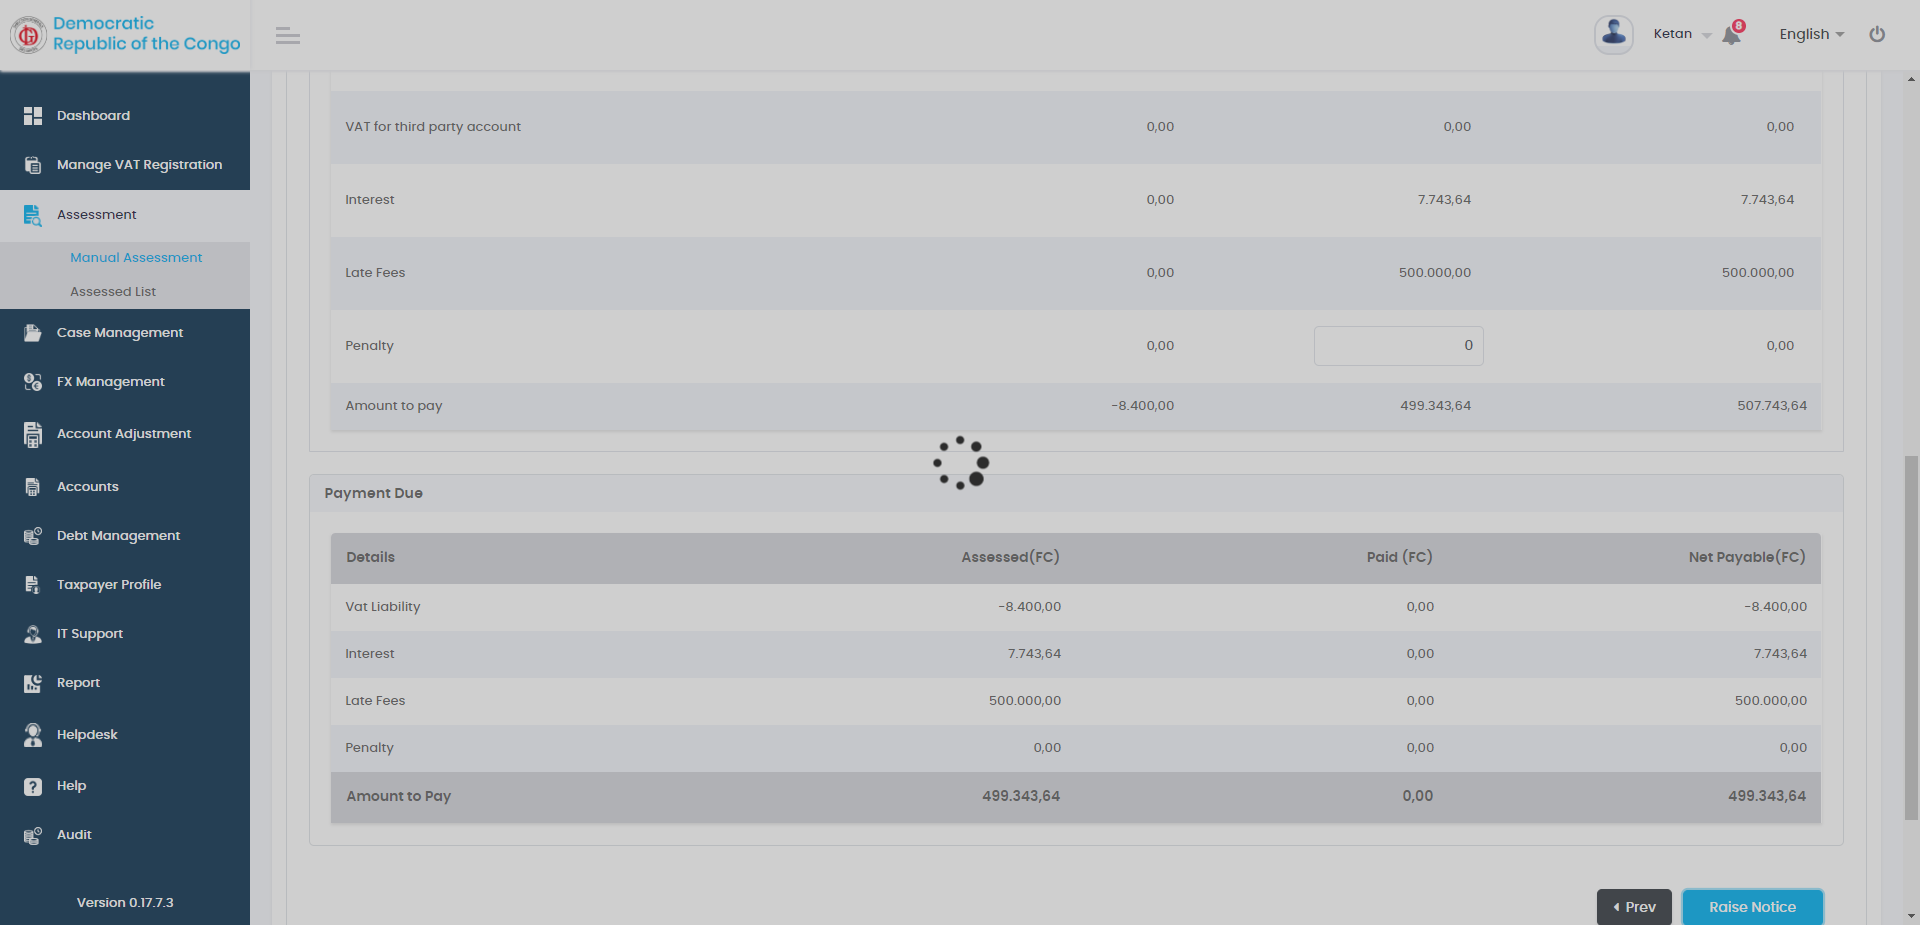 Democratic
Republic of the Congo
Ketan
8
English
Dashboard
Manage VAT Registration
Assessment
Manual Assessment
Assessed List
Case Management
FX Management
Account Adjustment
Accounts
Debt Management
Taxpayer Profile
IT Support
Report
Helpdesk
Help
Audit
Version 0.17.7.3
VAT for third party account 0,00 0,00 0,00
Interest 0,00 7.743,64 7.743,64
Late Fees 0,00 500.000,00 500.000,00
Penalty 0,00 0 0,00
Amount to pay -8.400,00 499.343,64 507.743,64
Payment Due
Details Assessed(FC) Paid (FC) Net Payable(FC)
Vat Liability -8.400,00 0,00 -8.400,00
Interest 7.743,64 0,00 7.743,64
Late Fees 500.000,00 0,00 500.000,00
Penalty 0,00 0,00 0,00
Amount to Pay 499.343,64 0,00 499.343,64
Prev Raise Notice